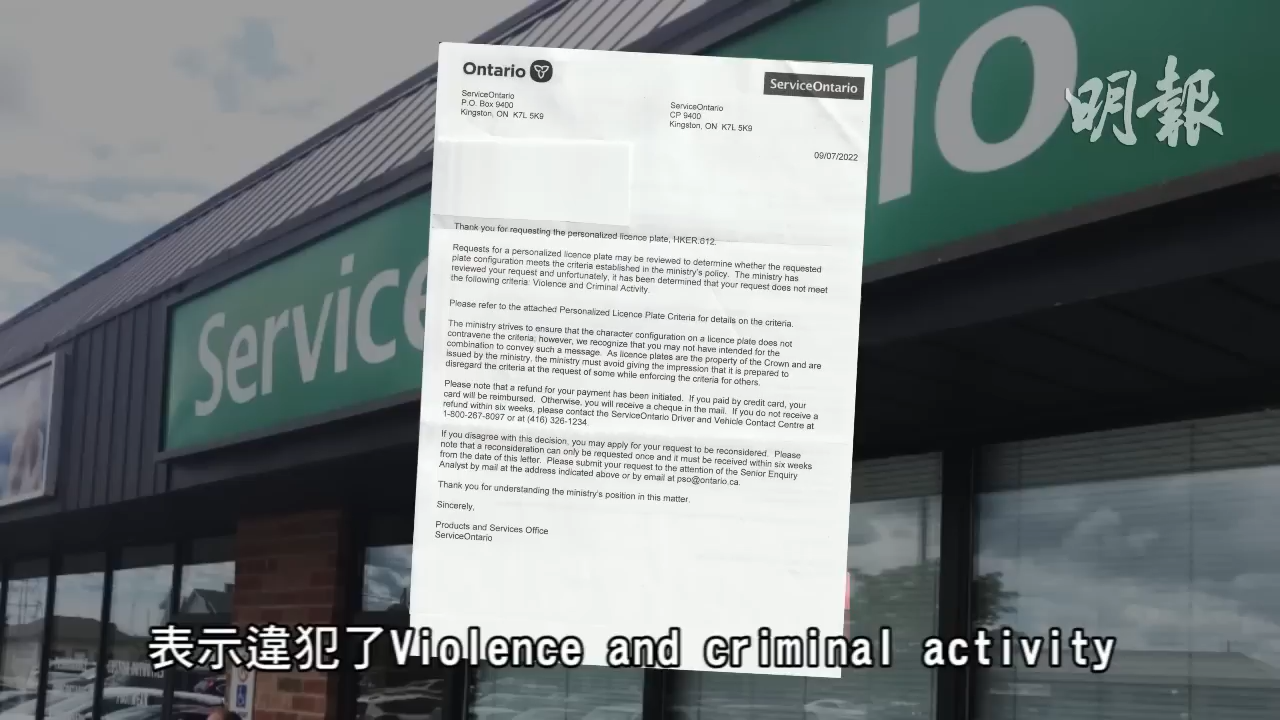 明報
Service
iO
Ontario
ServiceOntario
ServiceOntario
P.O. Box 9400
Kingston, ON K7L 5K9
ServiceOntario
CP 9400
Kingston, ON K7L 5K9
09/07/2022
Thank you for requesting the personalized licence plate, HKER.612.
Requests for a personalized licence plate may be reviewed to determine whether the requested
plate configuration meets the criteria established in the ministry's policy. The ministry has
reviewed your request and unfortunately, it has been determined that your request does not meet
the following criteria: Violence and Criminal Activity.
Please refer to the attached Personalized Licence Plate Criteria for details on the criteria.
The ministry strives to ensure that the character configuration on a licence plate does not
contravene the criteria; however, we recognize that you may not have intended for the
combination to convey such a message. As licence plates are the property of the Crown and are
issued by the ministry, the ministry must avoid giving the impression that it is prepared to
disregard the criteria at the request of some while enforcing the criteria for others.
Please note that a refund for your payment has been initiated. If you paid by credit card, your
card will be reimbursed. Otherwise, you will receive a cheque in the mail. If you do not receive a
refund within six weeks, please contact the ServiceOntario Driver and Vehicle Contact Centre at
1-800-267-8097 or at (416) 326-1234.
If you disagree with this decision, you may apply for your request to be reconsidered. Please
note that a reconsideration can only be requested once and it must be received within six weeks
from the date of this letter. Please submit your request to the attention of the Senior Enquiry
Analyst by mail at the address indicated above or by email at pso@ontario.ca.
Thank you for understanding the ministry's position in this matter.
Sincerely,
Products and Services Office
ServiceOntario
表示違犯了Violence and criminal activity